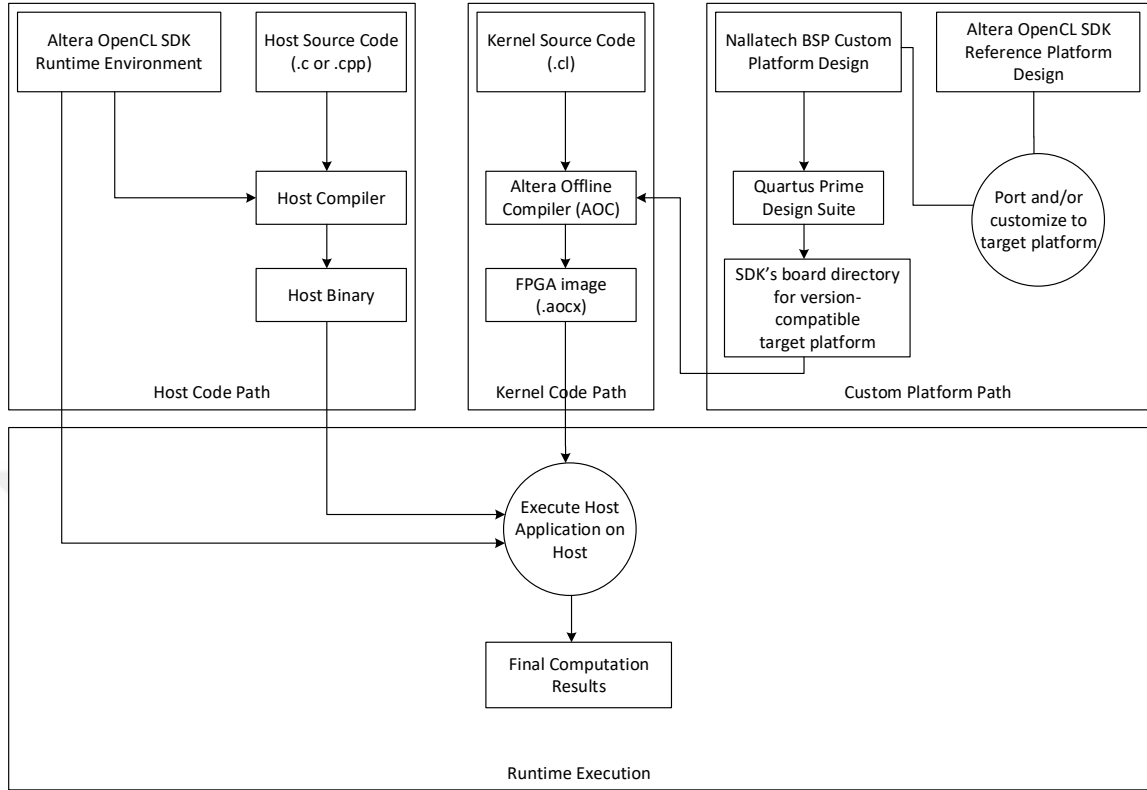 Altera OpenCL SDK
Runtime Environment
Host Source Code
(.c or .cpp)
Host Compiler
Host Binary
Host Code Path
Kernel Source Code
(.cl)
Altera Offline
Compiler (AOC)
FPGA image
(.aocx)
Kernel Code Path
Nallatech BSP Custom
Platform Design
Altera OpenCL SDK
Reference Platform
Design
Quartus Prime
Design Suite
Port and/or
customize to
target platform
SDK's board directory
for version-
compatible
target platform
Custom Platform Path
Execute Host
Application on
Host
Final Computation
Results
Runtime Execution